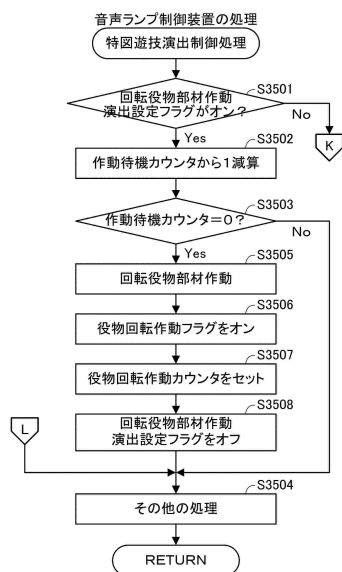 音声ランプ制御装置の処理
特図遊技演出制御処理
S3501
回転役物部材作動
演出設定フラグがオン？
No
K
Yes
S3502
作動待機カウンタから1減算
S3503
作動待機カウンタ＝0？
No
Yes
S3505
回転役物部材作動
S3506
役物回転作動フラグをオン
S3507
役物回転作動カウンタをセット
S3508
回転役物部材作動
演出設定フラグをオフ
L
S3504
その他の処理
RETURN